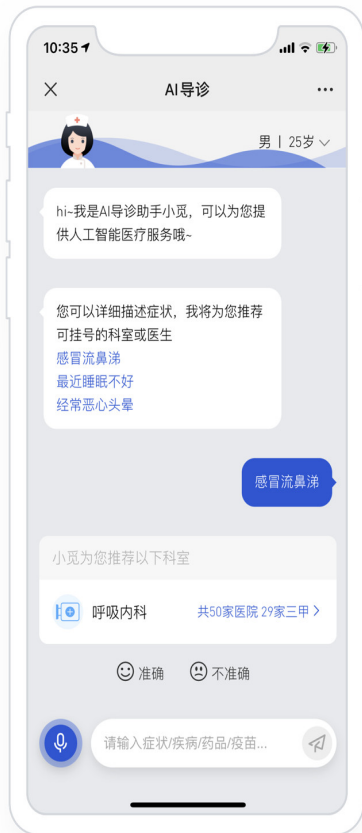 10:35
AI导诊
男 | 25岁
hi~我是AI导诊助手小觅，可以为您提
供人工智能医疗服务哦~
您可以详细描述症状，我将为您推荐
可挂号的科室或医生
感冒流鼻涕
最近睡眠不好
经常恶心头晕
感冒流鼻涕
小觅为您推荐以下科室
呼吸内科 共50家医院 29家三甲
准确 不准确
请输入症状/疾病/药品/疫苗...